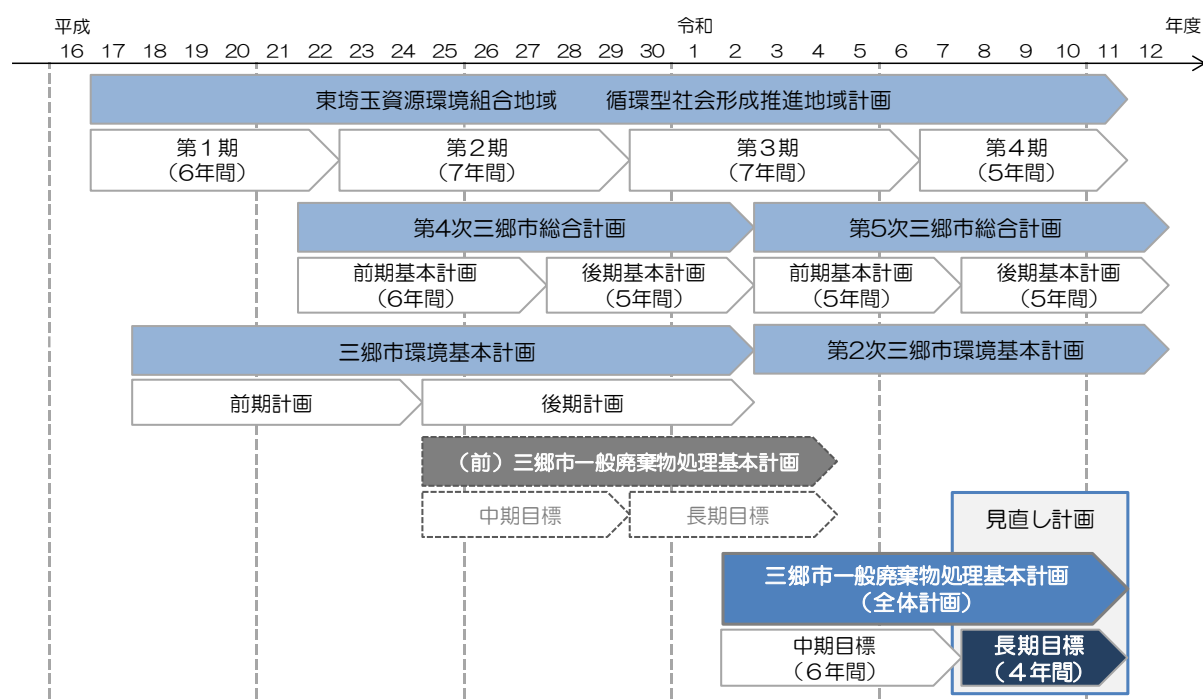 平成 令和 年度
16 17 18 19 20 21 22 23 24 25 26 27 28 29 30 1 2 3 4 5 6 7 8 9 10 11 12
東埼玉資源環境組合地域 循環型社会形成推進地域計画
第1期
(6年間)
第2期
(7年間)
第3期
(7年間)
第4期
(5年間)
第4次三郷市総合計画
第5次三郷市総合計画
前期基本計画
(6年間)
後期基本計画
(5年間)
前期基本計画
(5年間)
後期基本計画
(5年間)
三郷市環境基本計画
第2次三郷市環境基本計画
前期計画
後期計画
(前)三郷市一般廃棄物処理基本計画
中期目標
長期目標
見直し計画
三郷市一般廃棄物処理基本計画
(全体計画)
中期目標
(6年間)
長期目標
(4年間)